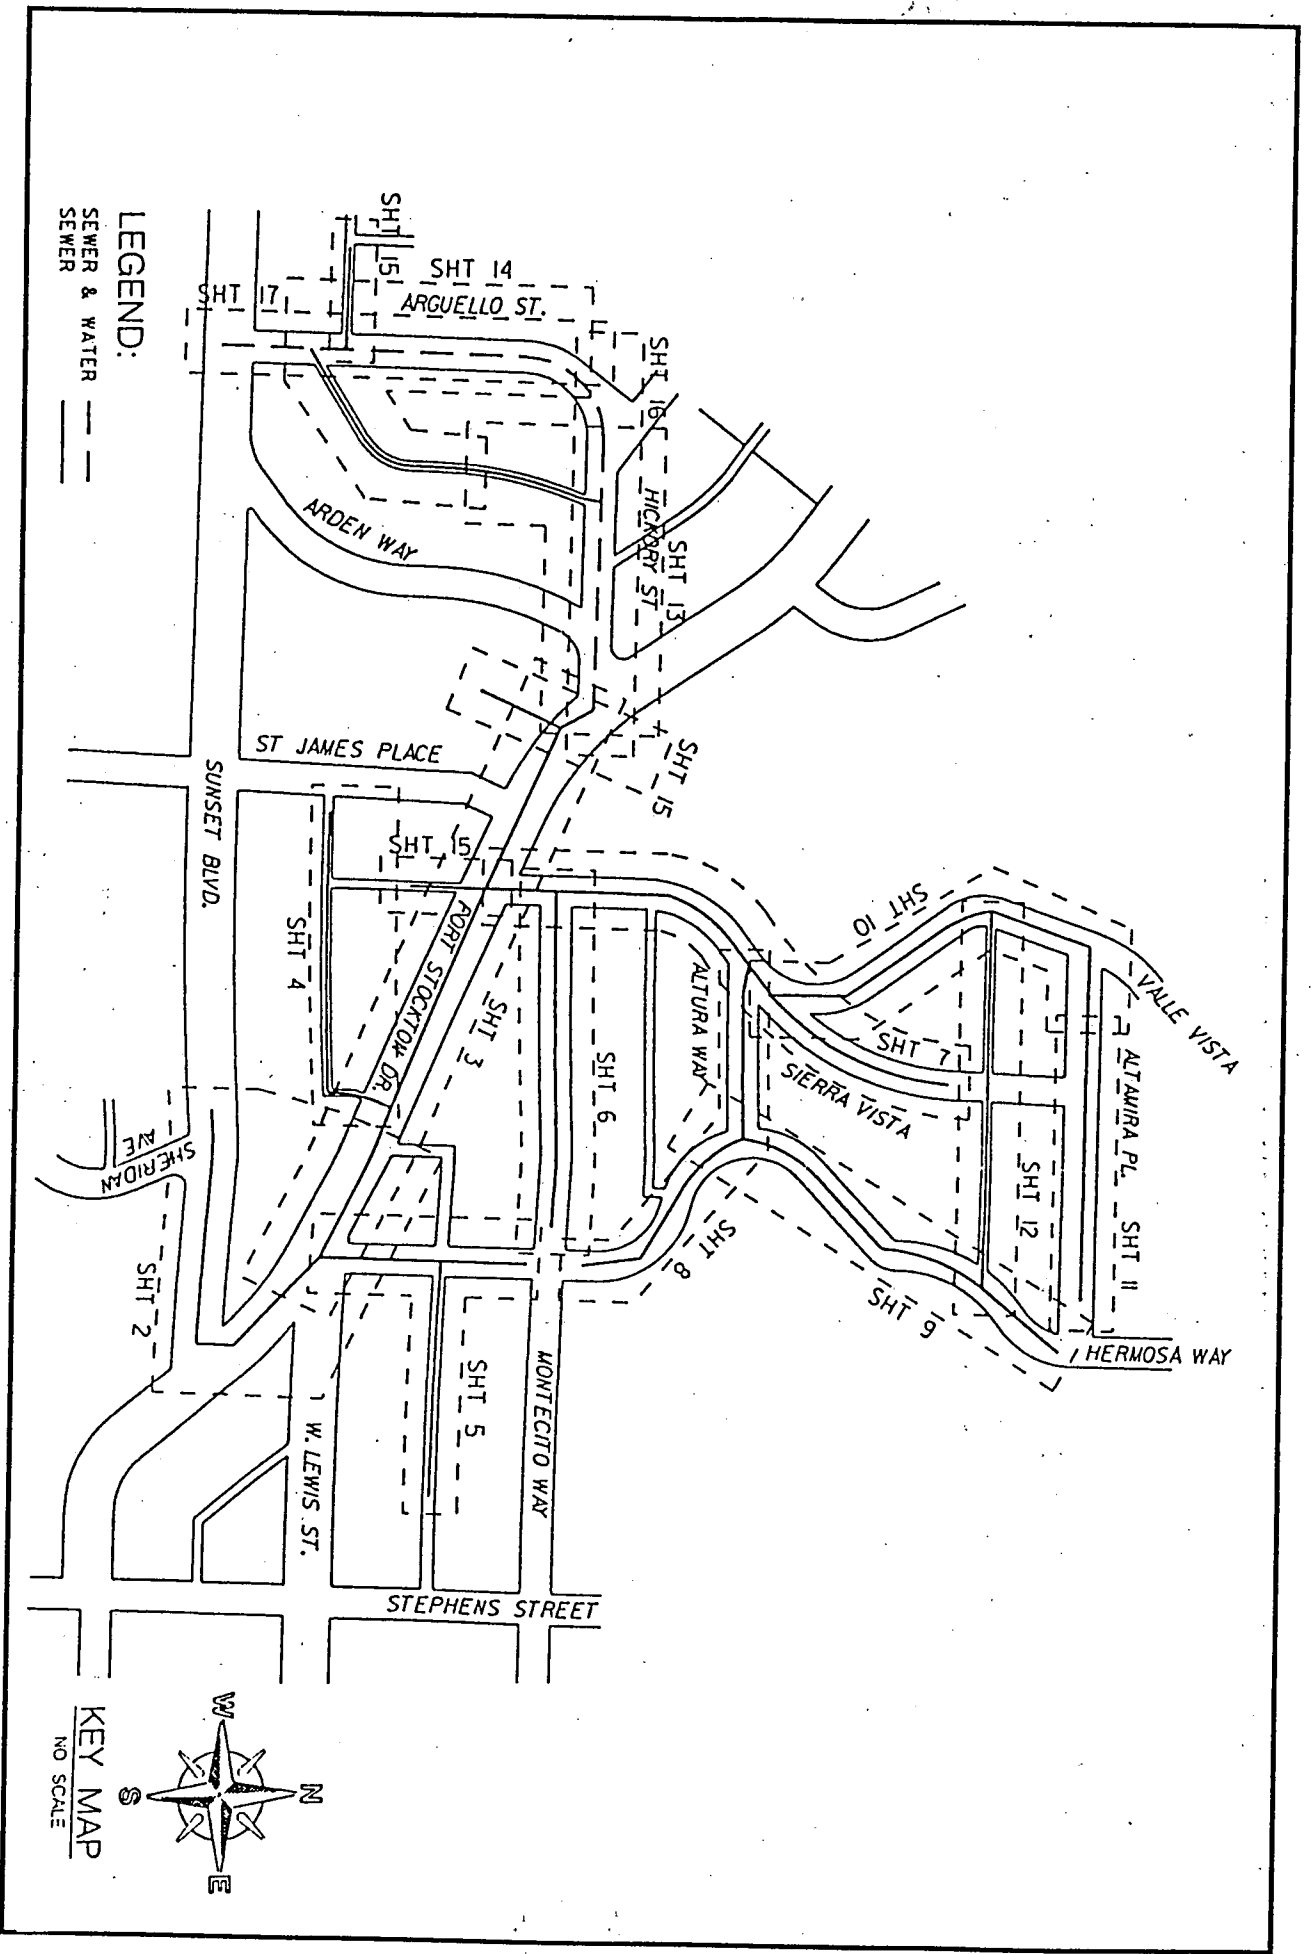 SHT 15
SHT 14
ARGUELLO ST.
SHT 17
LEGEND:
SEWER & WATER
SEWER
SHT 16
HICKORY ST
SHT 13
ARDEN WAY
ST JAMES PLACE
SHT 15
SHT 15
SUNSET BLVD.
SHT 4
FORT STOCKTON DR.
SHT 3
SHT 6
ALTURA WAY
SHT 10
VALLE VISTA
SHT 7
SIERRA VISTA
ALTAMIRA PL.
SHT 11
SHT 12
SHERIDAN
AVE
SHT 2
SHT 8
SHT 9
HERMOSA WAY
MONTECITO WAY
SHT 5
W. LEWIS ST.
STEPHENS STREET
N
W
E
S
KEY MAP
NO SCALE